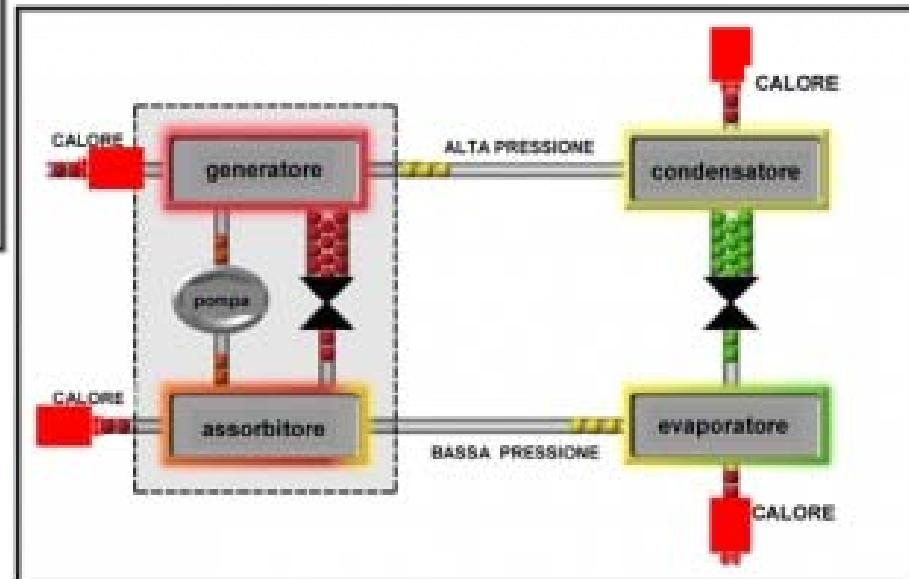 CALORE
CALORE
generatore
ALTA PRESSIONE
condensatore
pompa
CALORE
assorbitore
evaporatore
BASSA PRESSIONE
CALORE